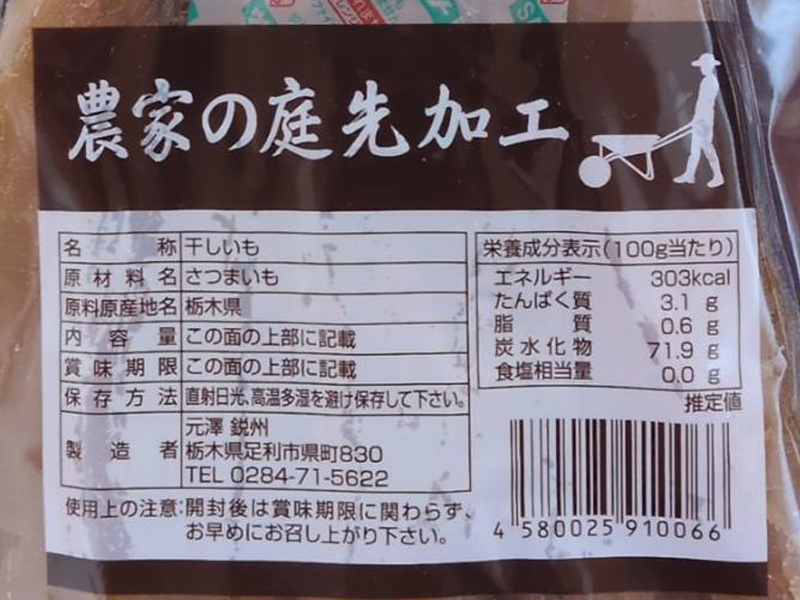 農家の庭先加工
名称 干しいも
原材料名 さつまいも
原料原産地名 栃木県
内容量 この面の上部に記載
賞味期限 この面の上部に記載
保存方法 直射日光、高温多湿を避け保存して下さい。
製造者 元澤 鋭州
栃木県足利市県町830
TEL 0284-71-5622
使用上の注意:開封後は賞味期限に関わらず、
お早めにお召し上がり下さい。
栄養成分表示(100g当たり)
エネルギー 303kcal
たんぱく質 3.1 g
脂質 0.6 g
炭水化物 71.9 g
食塩相当量 0.0 g
推定値
4 580025 910066